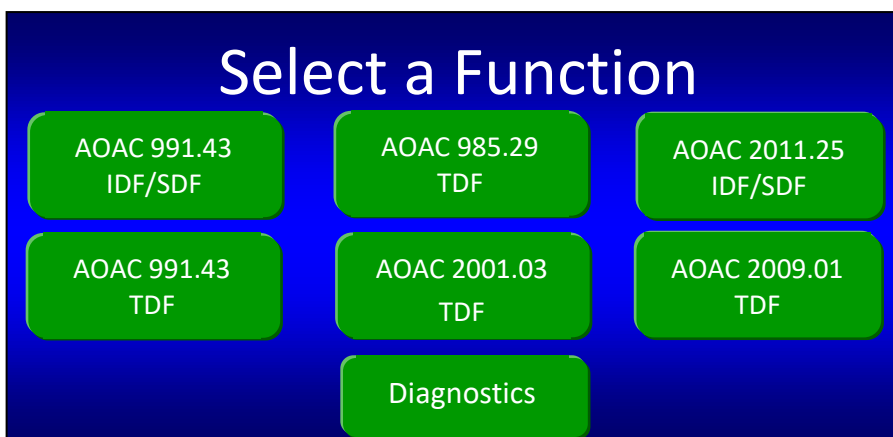 Select a Function
AOAC 991.43
IDF/SDF
AOAC 985.29
TDF
AOAC 2011.25
IDF/SDF
AOAC 991.43
TDF
AOAC 2001.03
TDF
AOAC 2009.01
TDF
Diagnostics